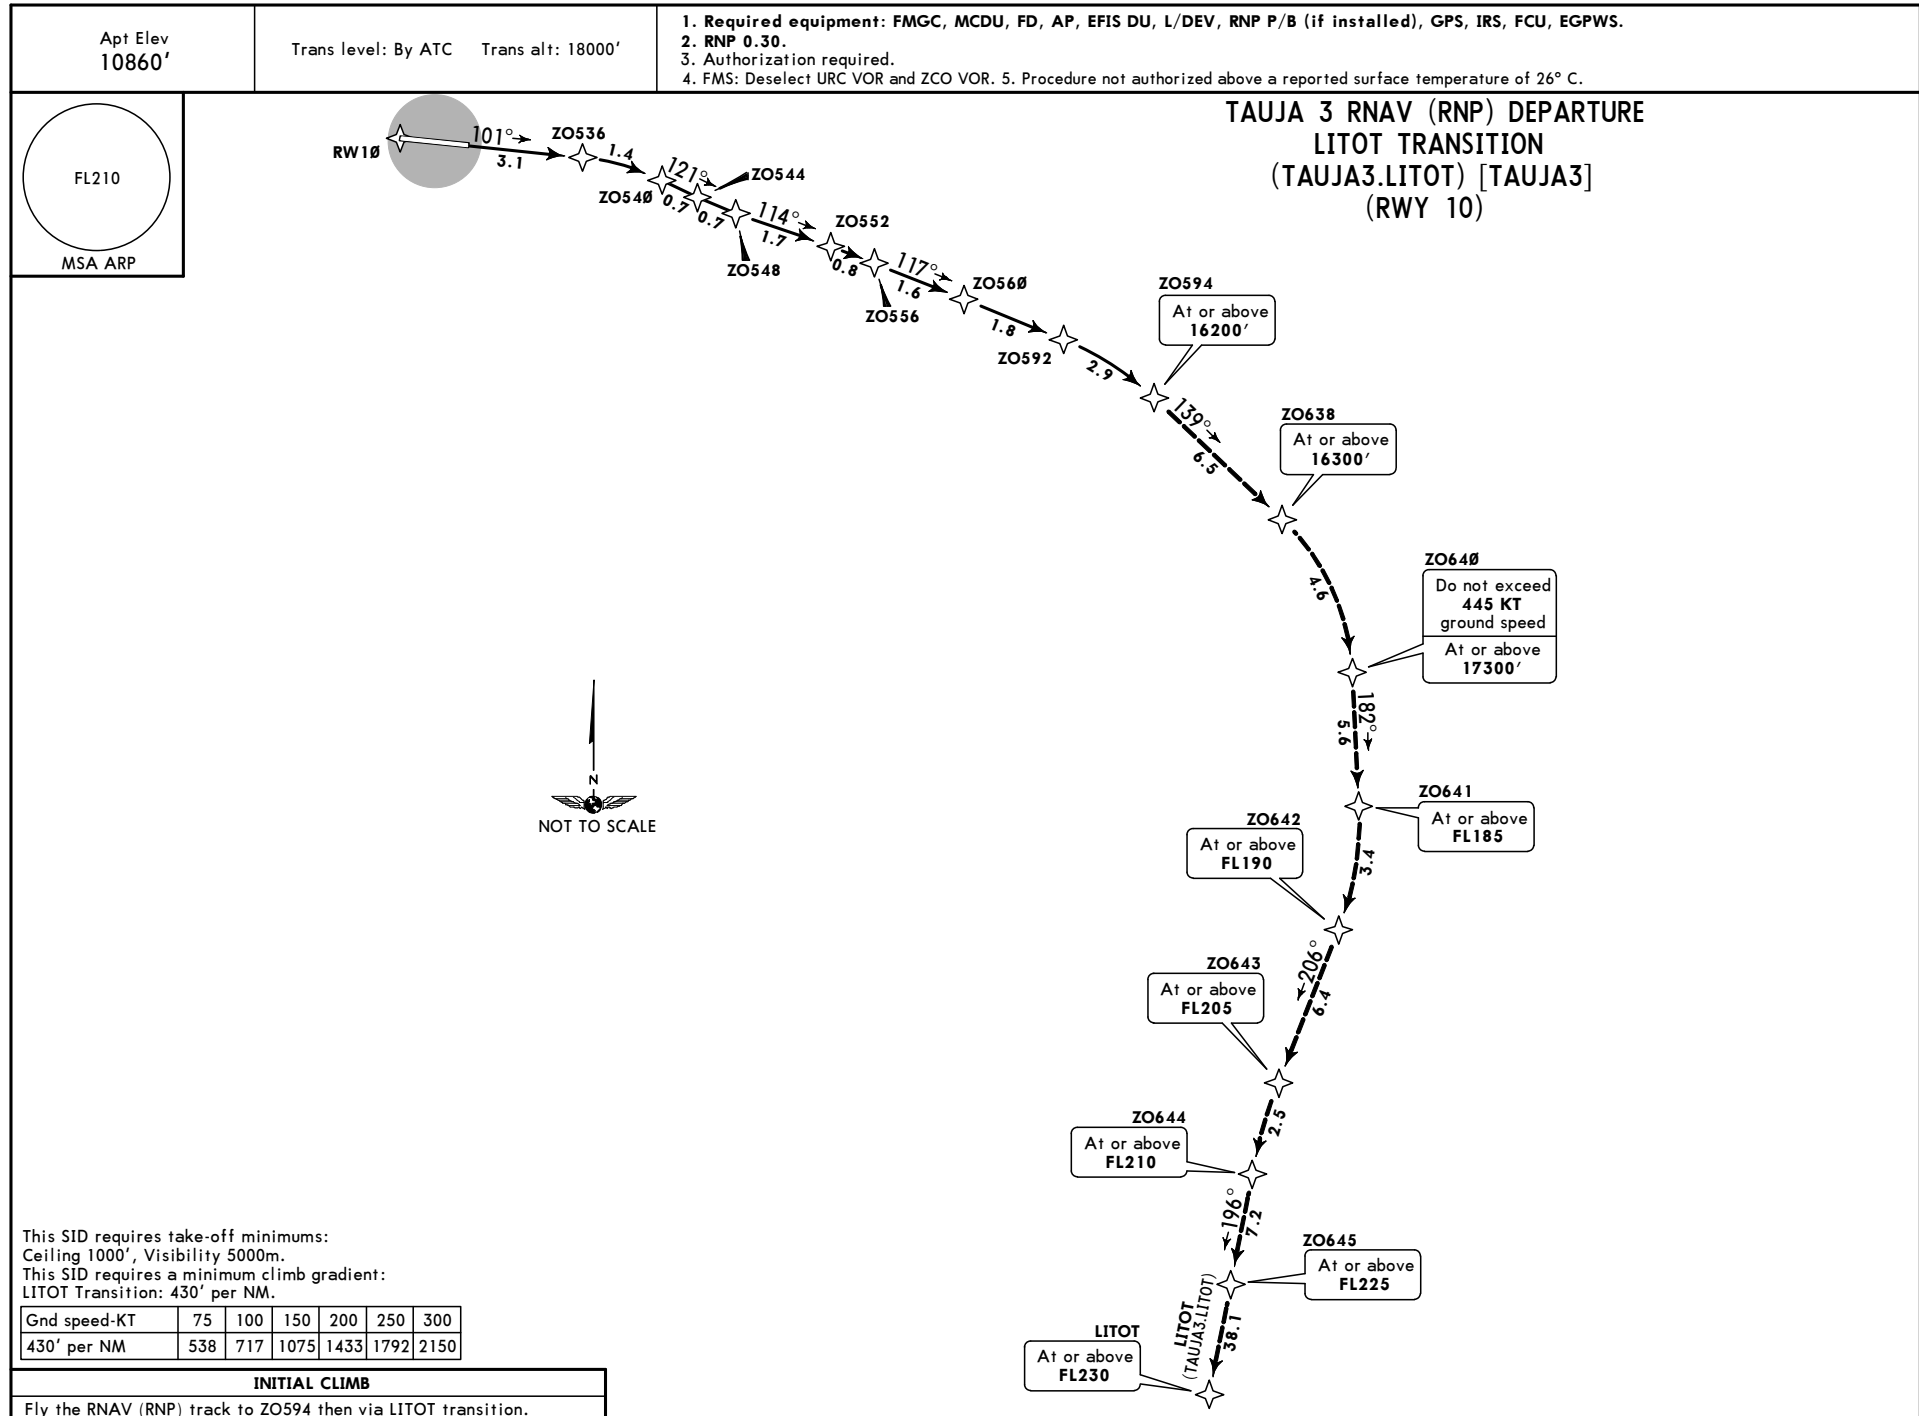 Apt Elev
10860'
Trans level: By ATC Trans alt: 18000'
1. Required equipment: FMGC, MCDU, FD, AP, EFIS DU, L/DEV, RNP P/B (if installed), GPS, IRS, FCU, EGPWS.
2. RNP 0.30.
3. Authorization required.
4. FMS: Deselect URC VOR and ZCO VOR. 5. Procedure not authorized above a reported surface temperature of 26° C.
FL210
MSA ARP
TAUJA 3 RNAV (RNP) DEPARTURE
LITOT TRANSITION
(TAUJA3.LITOT) [TAUJA3]
(RWY 10)
RW1Ø
101°
3.1
ZO536
1.4
ZO54Ø
121°
0.7
ZO544
0.7
ZO548
114°
1.7
ZO552
0.8
ZO556
117°
1.6
ZO56Ø
1.8
ZO592
2.9
ZO594
At or above
16200'
139°
6.5
ZO638
At or above
16300'
4.6
ZO64Ø
Do not exceed
445 KT
ground speed
At or above
17300'
182°
5.6
ZO641
At or above
FL185
3.4
ZO642
At or above
FL190
206°
6.4
ZO643
At or above
FL205
2.5
ZO644
At or above
FL210
196°
7.2
ZO645
At or above
FL225
LITOT
(TAUJA3.LITOT)
38.1
LITOT
At or above
FL230
N
NOT TO SCALE
This SID requires take-off minimums:
Ceiling 1000', Visibility 5000m.
This SID requires a minimum climb gradient:
LITOT Transition: 430' per NM.
Gnd speed-KT 75 100 150 200 250 300
430' per NM 538 717 1075 1433 1792 2150
INITIAL CLIMB
Fly the RNAV (RNP) track to ZO594 then via LITOT transition.